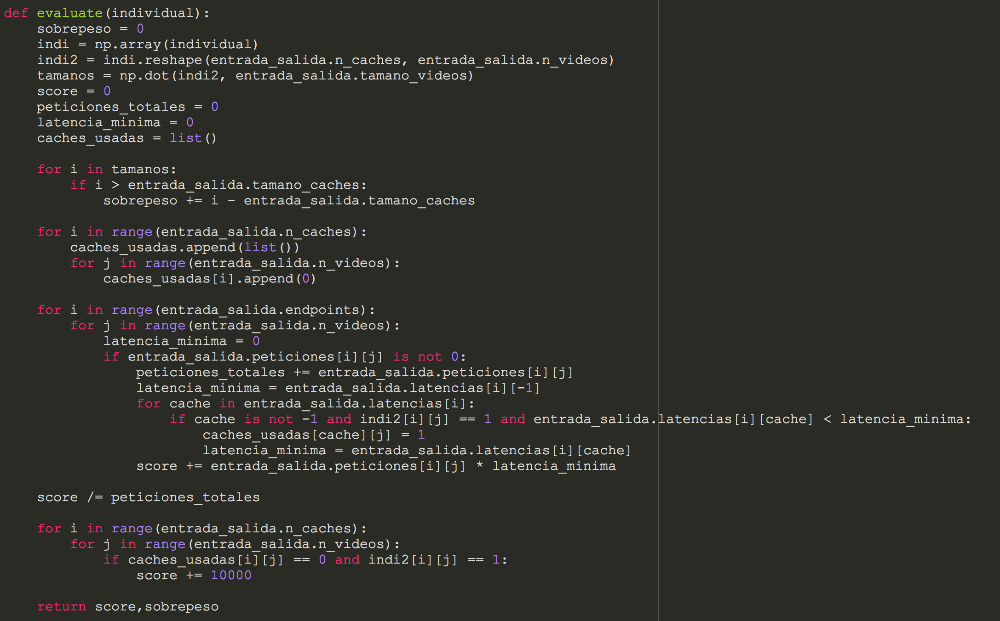 def evaluate(individual):
    sobrepeso = 0
    indi = np.array(individual)
    indi2 = indi.reshape(entrada_salida.n_caches, entrada_salida.n_videos)
    tamanos = np.dot(indi2, entrada_salida.tamano_videos)
    score = 0
    peticiones_totales = 0
    latencia_minima = 0
    caches_usadas = list()

    for i in tamanos:
        if i > entrada_salida.tamano_caches:
            sobrepeso += i - entrada_salida.tamano_caches

    for i in range(entrada_salida.n_caches):
        caches_usadas.append(list())
        for j in range(entrada_salida.n_videos):
            caches_usadas[i].append(0)

    for i in range(entrada_salida.endpoints):
        for j in range(entrada_salida.n_videos):
            latencia_minima = 0
            if entrada_salida.peticiones[i][j] is not 0:
                peticiones_totales += entrada_salida.peticiones[i][j]
                latencia_minima = entrada_salida.latencias[i][-1]
                for cache in entrada_salida.latencias[i]:
                    if cache is not -1 and indi2[i][j] == 1 and entrada_salida.latencias[i][cache] < latencia_minima:
                        caches_usadas[cache][j] = 1
                        latencia_minima = entrada_salida.latencias[i][cache]
                score += entrada_salida.peticiones[i][j] * latencia_minima

    score /= peticiones_totales

    for i in range(entrada_salida.n_caches):
        for j in range(entrada_salida.n_videos):
            if caches_usadas[i][j] == 0 and indi2[i][j] == 1:
                score += 10000

    return score,sobrepeso